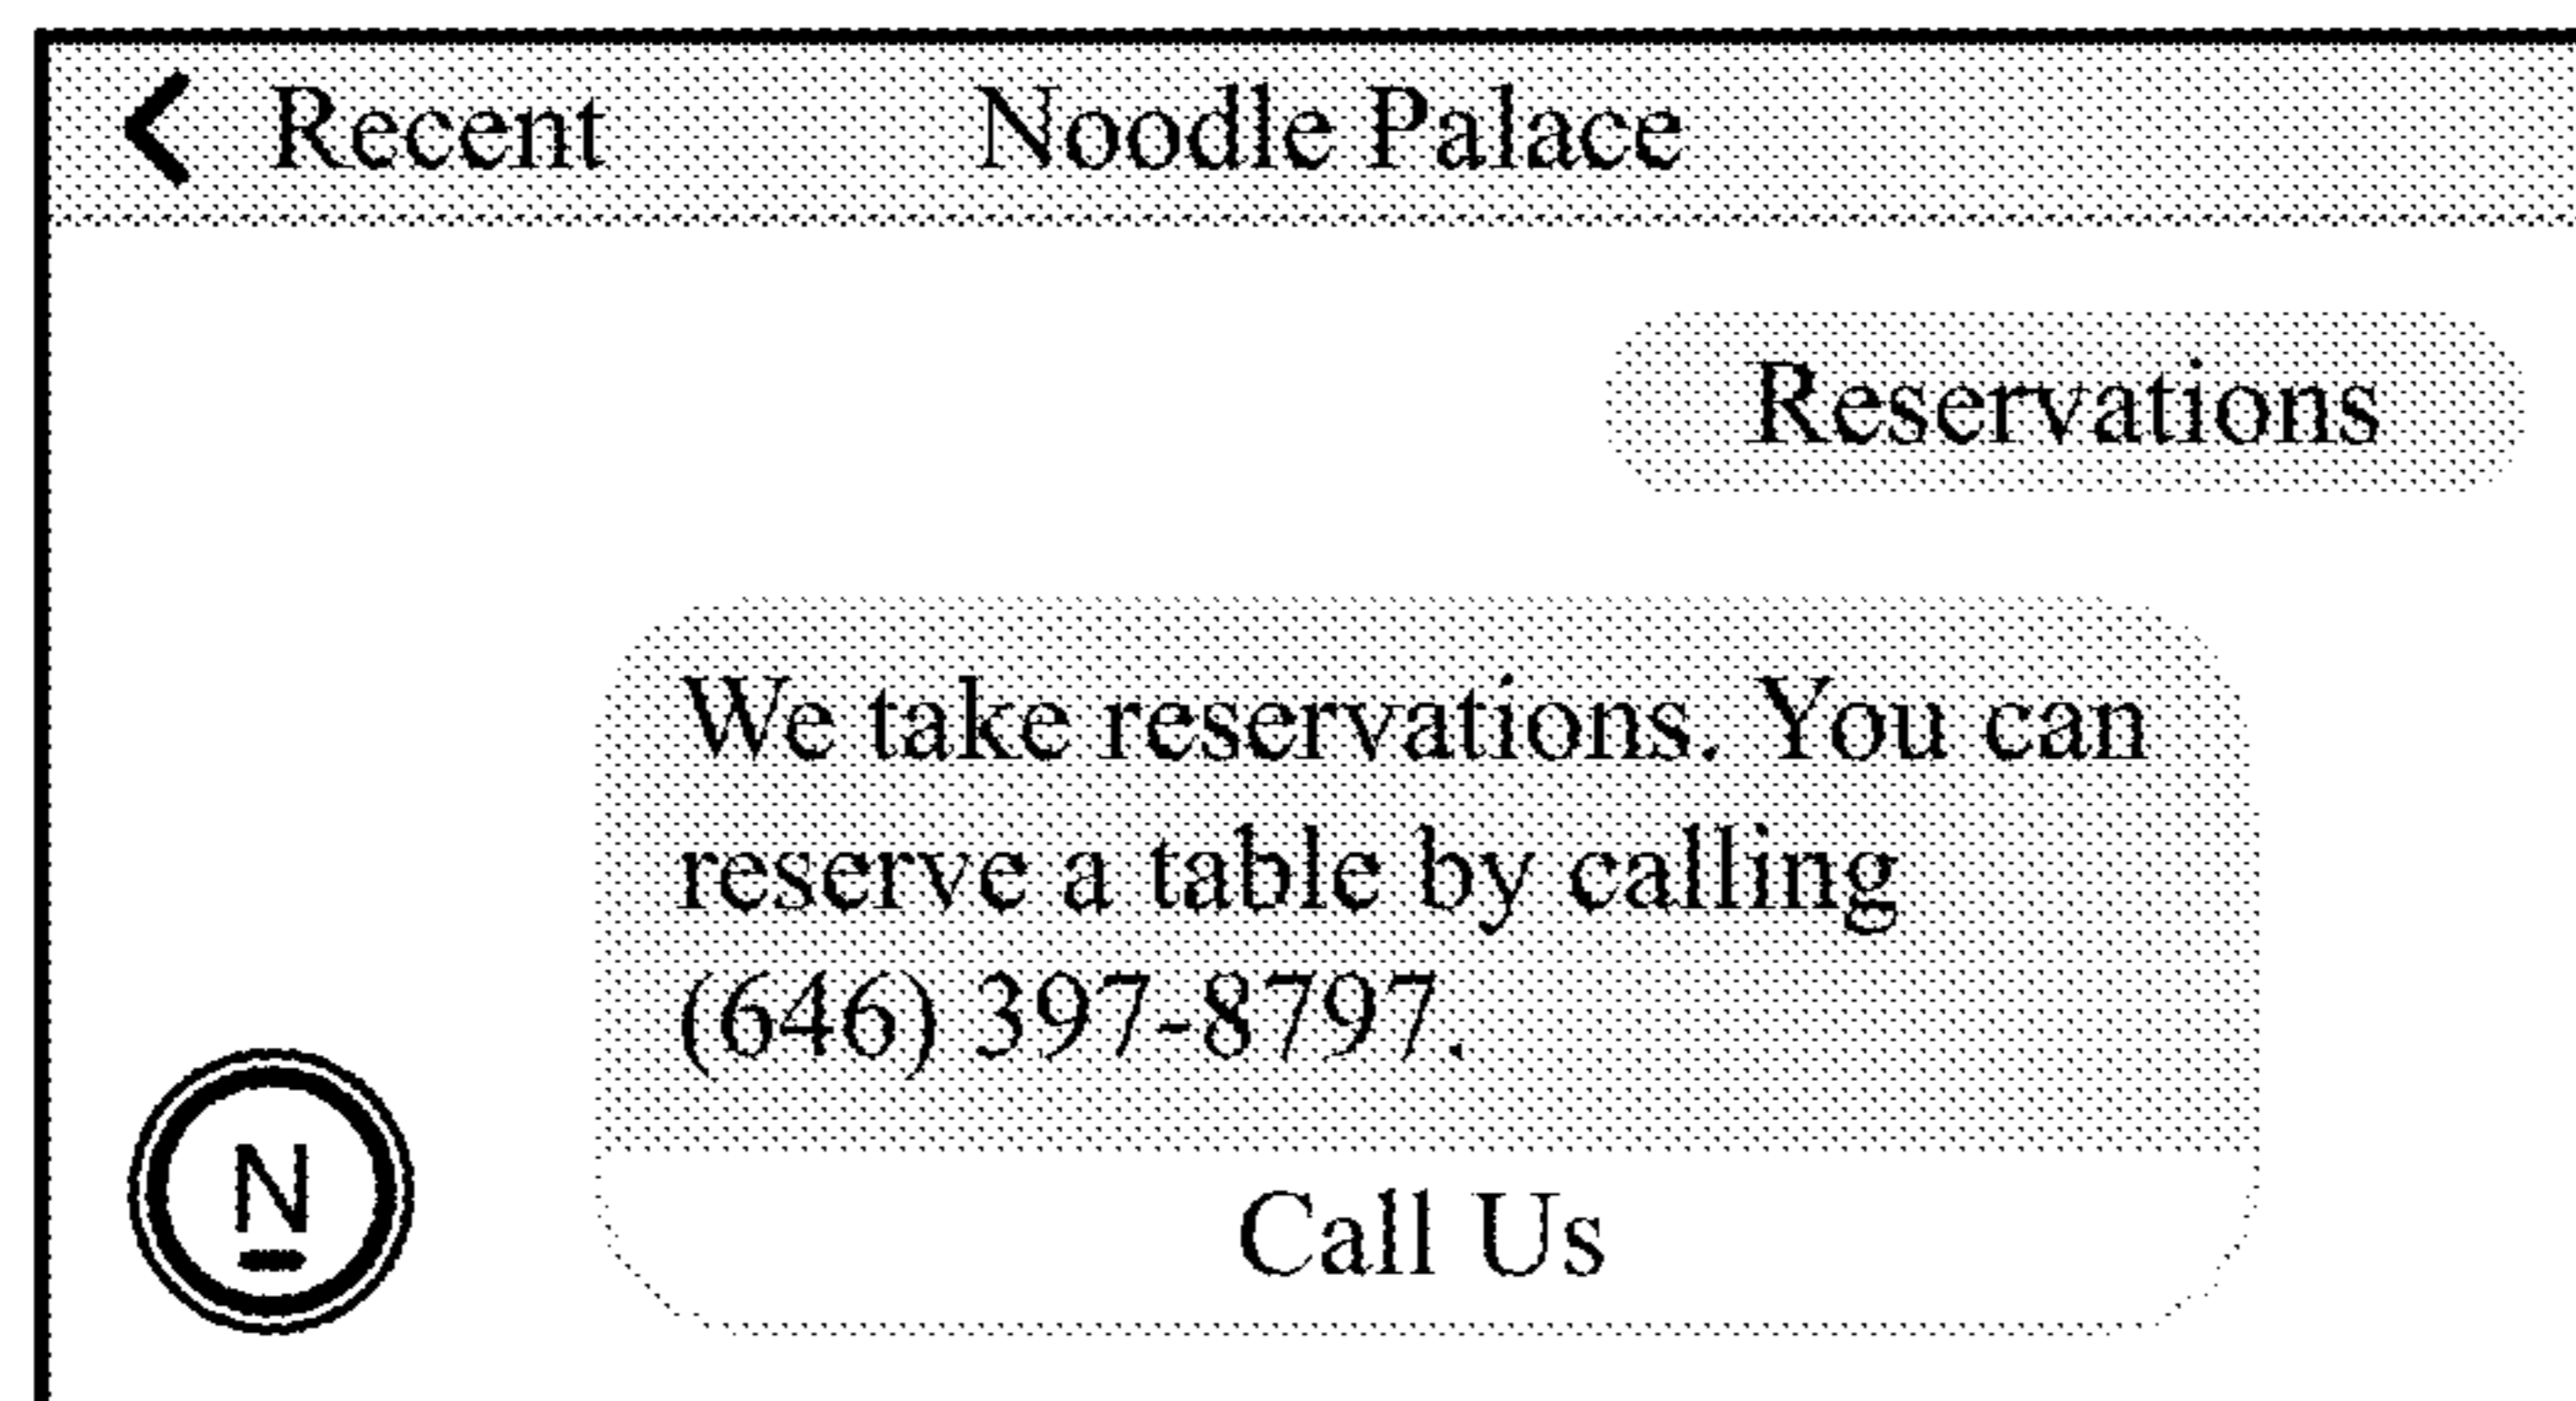 Recent Noodle Palace
Reservations
We take reservations. You can
reserve a table by calling
(646) 397-8797.
N
Call Us